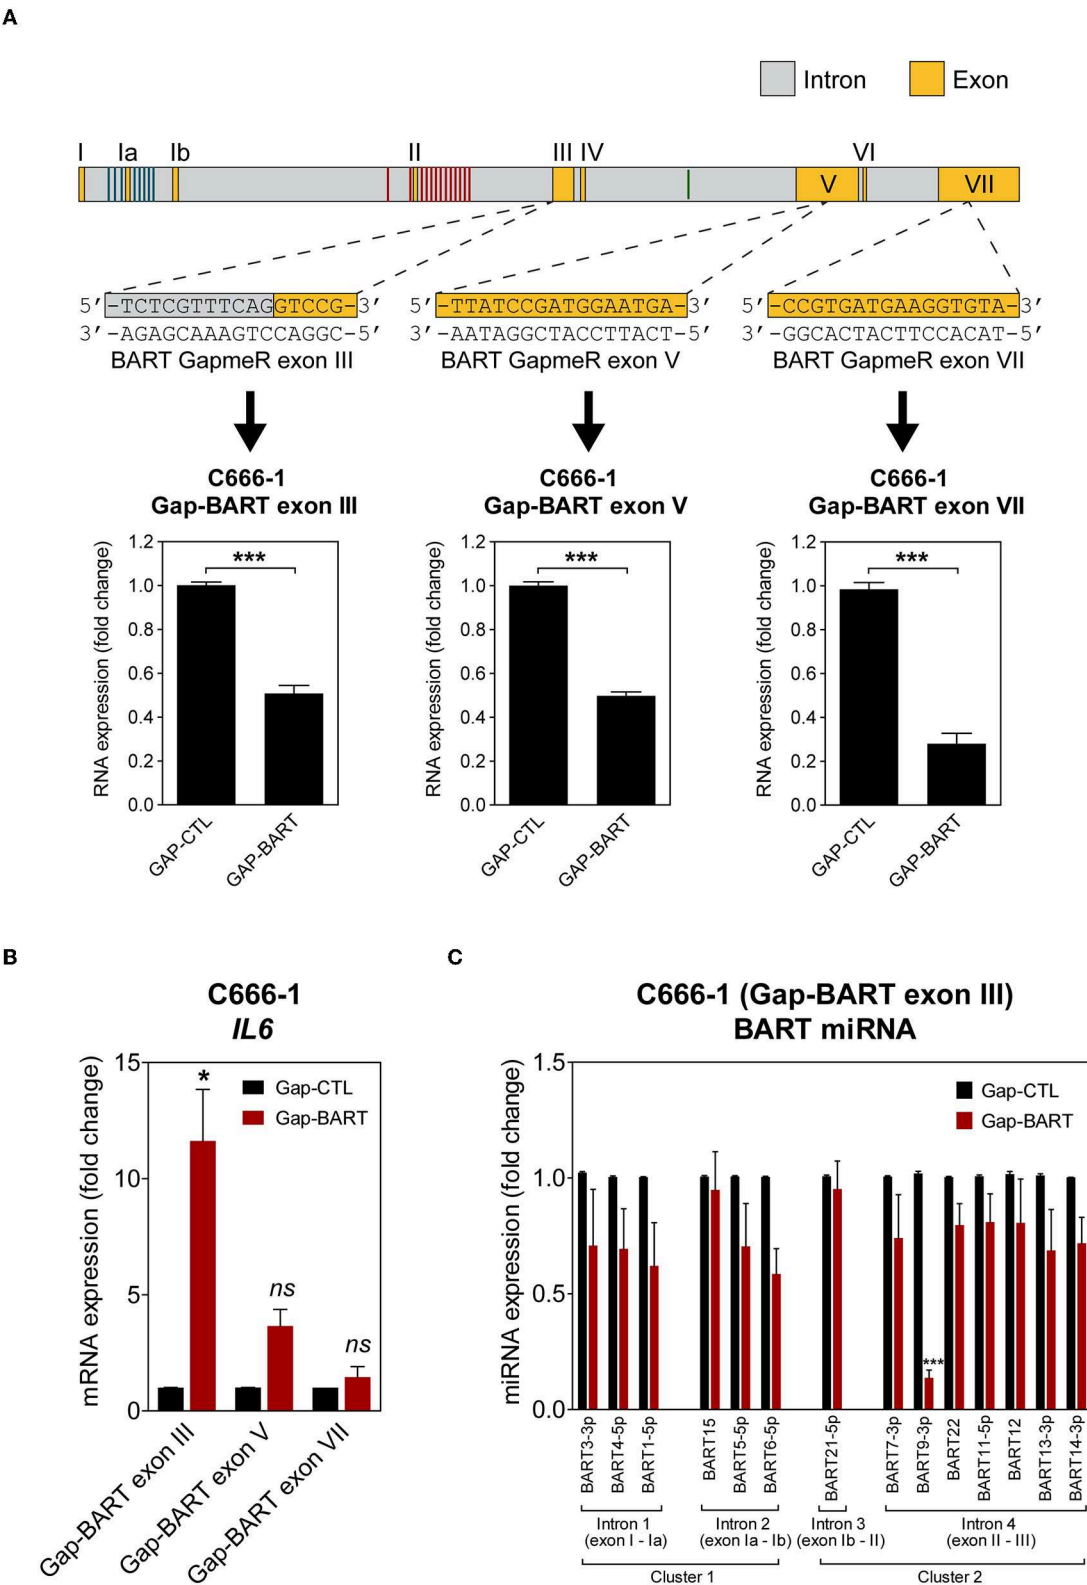 A
Intron Exon
I Ia Ib II III IV VI
V VII
5′-TCTCGTTTCAGGTCCG-3′
3′-AGAGCAAAGTCCAGGC-5′
BART GapmeR exon III
5′-TTATCCGATGGAATGA-3′
3′-AATAGGCTACCTTACT-5′
BART GapmeR exon V
5′-CCGTGATGAAGGTGTA-3′
3′-GGCACTACTTCCACAT-5′
BART GapmeR exon VII
C666-1
Gap-BART exon III
RNA expression (fold change)
1.2
1.0
0.8
0.6
0.4
0.2
0.0
***
GAP-CTL
GAP-BART
C666-1
Gap-BART exon V
RNA expression (fold change)
1.2
1.0
0.8
0.6
0.4
0.2
0.0
***
GAP-CTL
GAP-BART
C666-1
Gap-BART exon VII
RNA expression (fold change)
1.2
1.0
0.8
0.6
0.4
0.2
0.0
***
GAP-CTL
GAP-BART
B
C666-1
IL6
mRNA expression (fold change)
15
10
5
0
Gap-CTL
Gap-BART
*
ns
ns
Gap-BART exon III
Gap-BART exon V
Gap-BART exon VII
C
C666-1 (Gap-BART exon III)
BART miRNA
miRNA expression (fold change)
1.5
1.0
0.5
0.0
Gap-CTL
Gap-BART
***
BART3-3p
BART4-5p
BART1-5p
BART15
BART5-5p
BART6-5p
BART21-5p
BART7-3p
BART9-3p
BART22
BART11-5p
BART12
BART13-3p
BART14-3p
Intron 1 Intron 2 Intron 3 Intron 4
(exon I - Ia) (exon Ia - Ib) (exon Ib - II) (exon II - III)
Cluster 1 Cluster 2